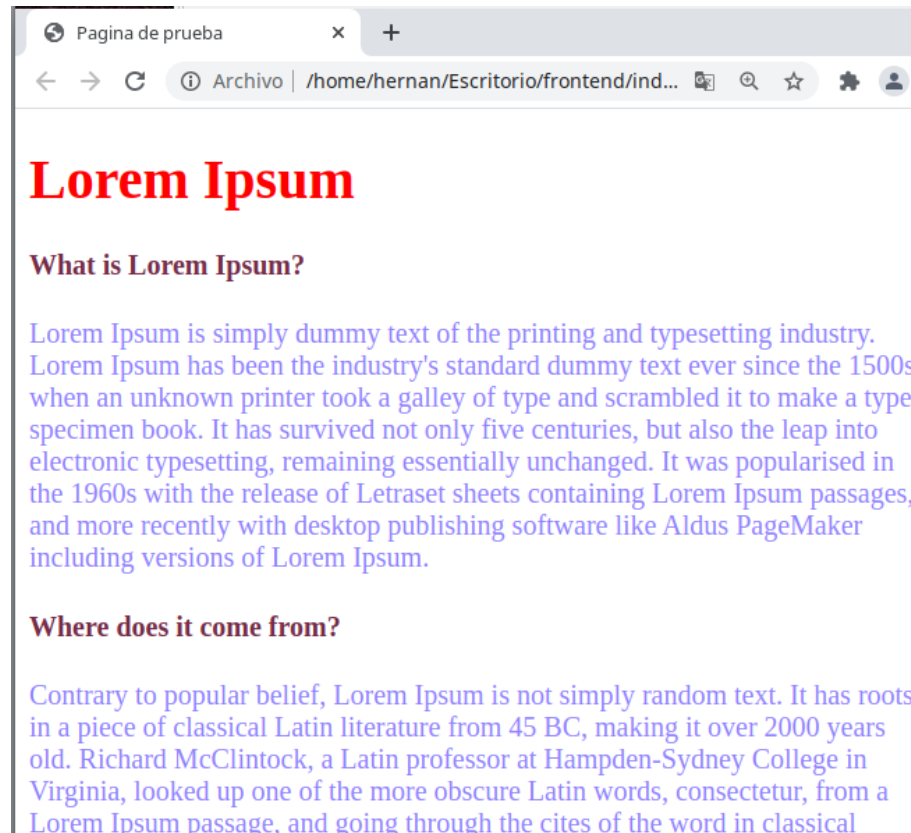 Pagina de prueba
Archivo /home/hernan/Escritorio/frontend/ind...
Lorem Ipsum
What is Lorem Ipsum?
Lorem Ipsum is simply dummy text of the printing and typesetting industry.
Lorem Ipsum has been the industry's standard dummy text ever since the 1500s
when an unknown printer took a galley of type and scrambled it to make a type
specimen book. It has survived not only five centuries, but also the leap into
electronic typesetting, remaining essentially unchanged. It was popularised in
the 1960s with the release of Letraset sheets containing Lorem Ipsum passages,
and more recently with desktop publishing software like Aldus PageMaker
including versions of Lorem Ipsum.
Where does it come from?
Contrary to popular belief, Lorem Ipsum is not simply random text. It has roots
in a piece of classical Latin literature from 45 BC, making it over 2000 years
old. Richard McClintock, a Latin professor at Hampden-Sydney College in
Virginia, looked up one of the more obscure Latin words, consectetur, from a
Lorem Ipsum passage, and going through the cites of the word in classical